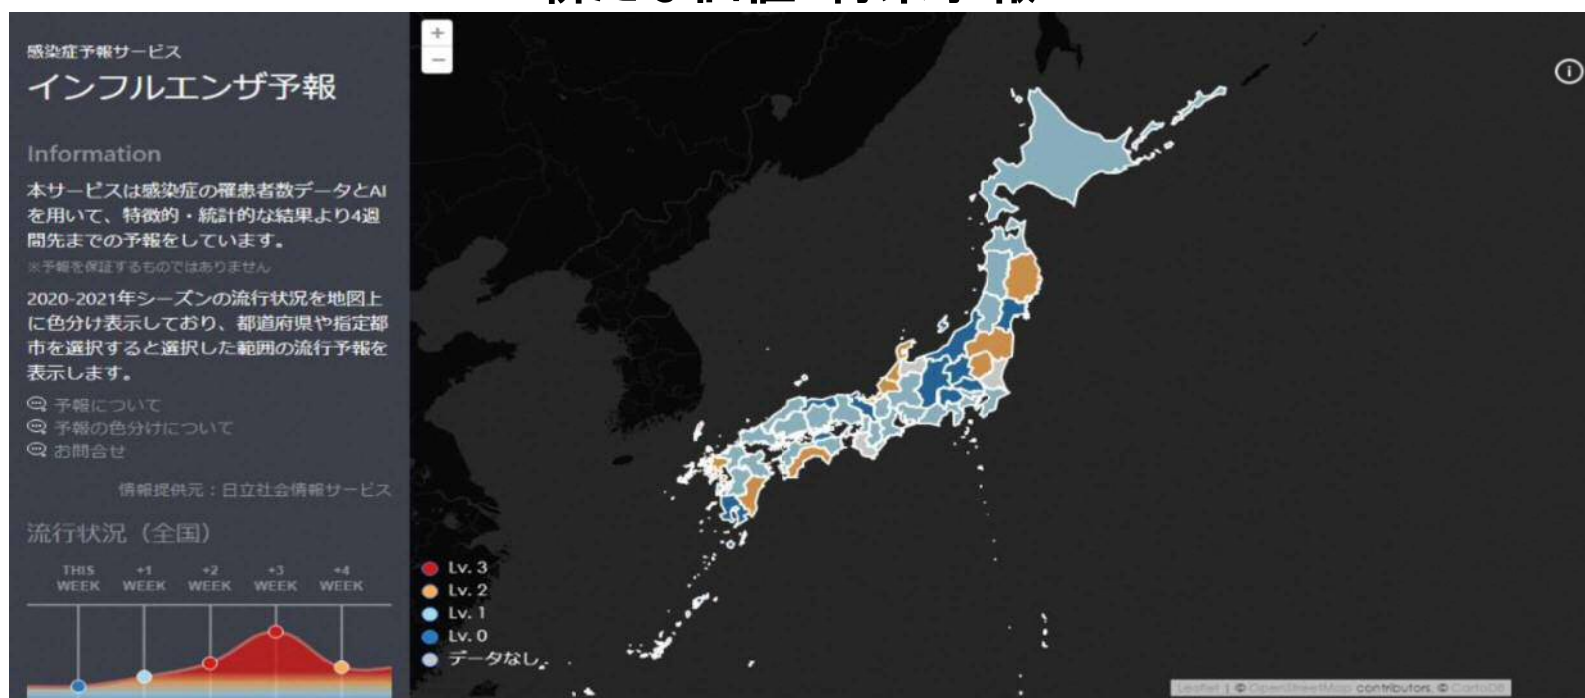 感染症予報サービス
インフルエンザ予報
Information
本サービスは感染症の罹患者数データとAI
を用いて、特徴的・統計的な結果より4週
間先までの予報をしています。
※予報を保証するものではありません
2020-2021年シーズンの流行状況を地図上
に色分け表示しており、都道府県や指定都
市を選択すると選択した範囲の流行予報を
表示します。
予報について
予報の色分けについて
お問合せ
情報提供元：日立社会情報サービス
流行状況（全国）
THIS WEEK
+1 WEEK
+2 WEEK
+3 WEEK
+4 WEEK
+
−
Lv. 3
Lv. 2
Lv. 1
Lv. 0
データなし
Leaflet | © OpenStreetMap contributors, © CartoDB